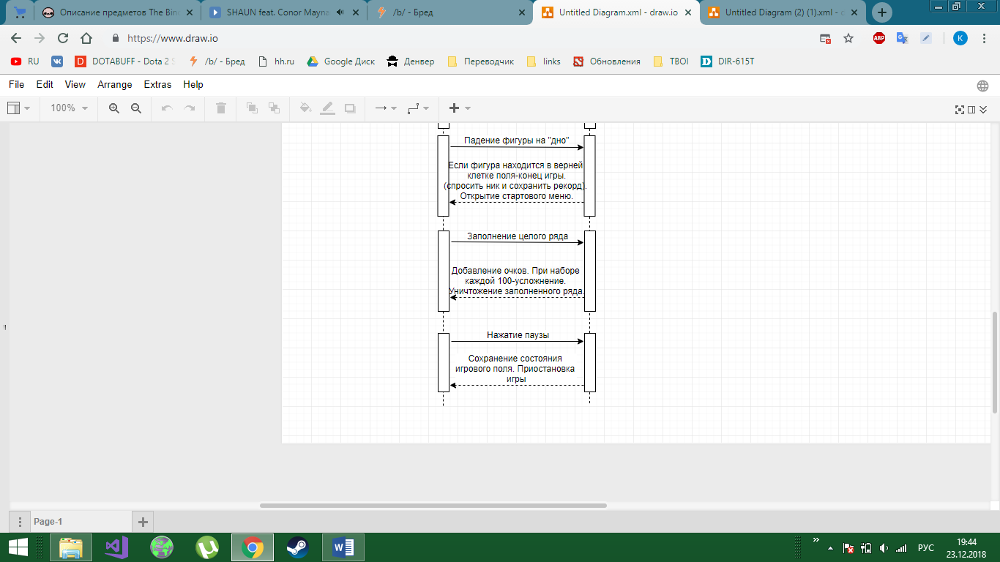 Описание предметов The Bin
SHAUN feat. Conor Mayna
/b/ - Бред
Untitled Diagram.xml - draw.io
Untitled Diagram (2) (1).xml -
https://www.draw.io
ABP
K
RU
DOTABUFF - Dota 2 S
/b/ - Бред
hh.ru
Google Диск
Денвер
Переводчик
links
Обновления
ТВОІ
DIR-615T
File Edit View Arrange Extras Help
100%
Падение фигуры на "дно"
Если фигура находится в верней
клетке поля-конец игры.
(спросить ник и сохранить рекорд).
Открытие стартового меню.
Заполнение целого ряда
Добавление очков. При наборе
каждой 100-усложнение.
Уничтожение заполненного ряда.
Нажатие паузы
Сохранение состояния
игрового поля. Приостановка
игры
Page-1
РУС
19:44
23.12.2018